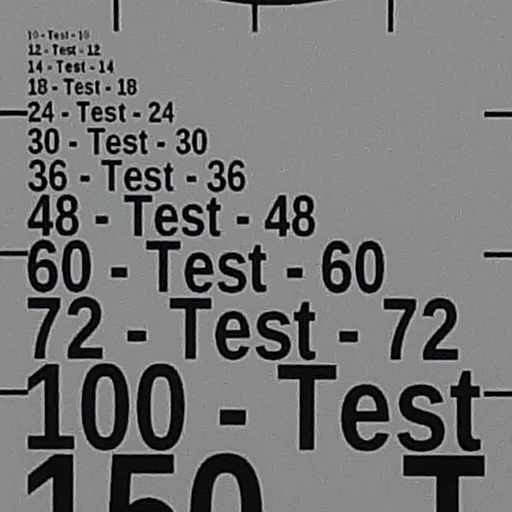 10 - Test - 10
12 - Test - 12
14 - Test - 14
18 - Test - 18
24 - Test - 24
30 - Test - 30
36 - Test - 36
48 - Test - 48
60 - Test - 60
72 - Test - 72
100 - Test
150 T